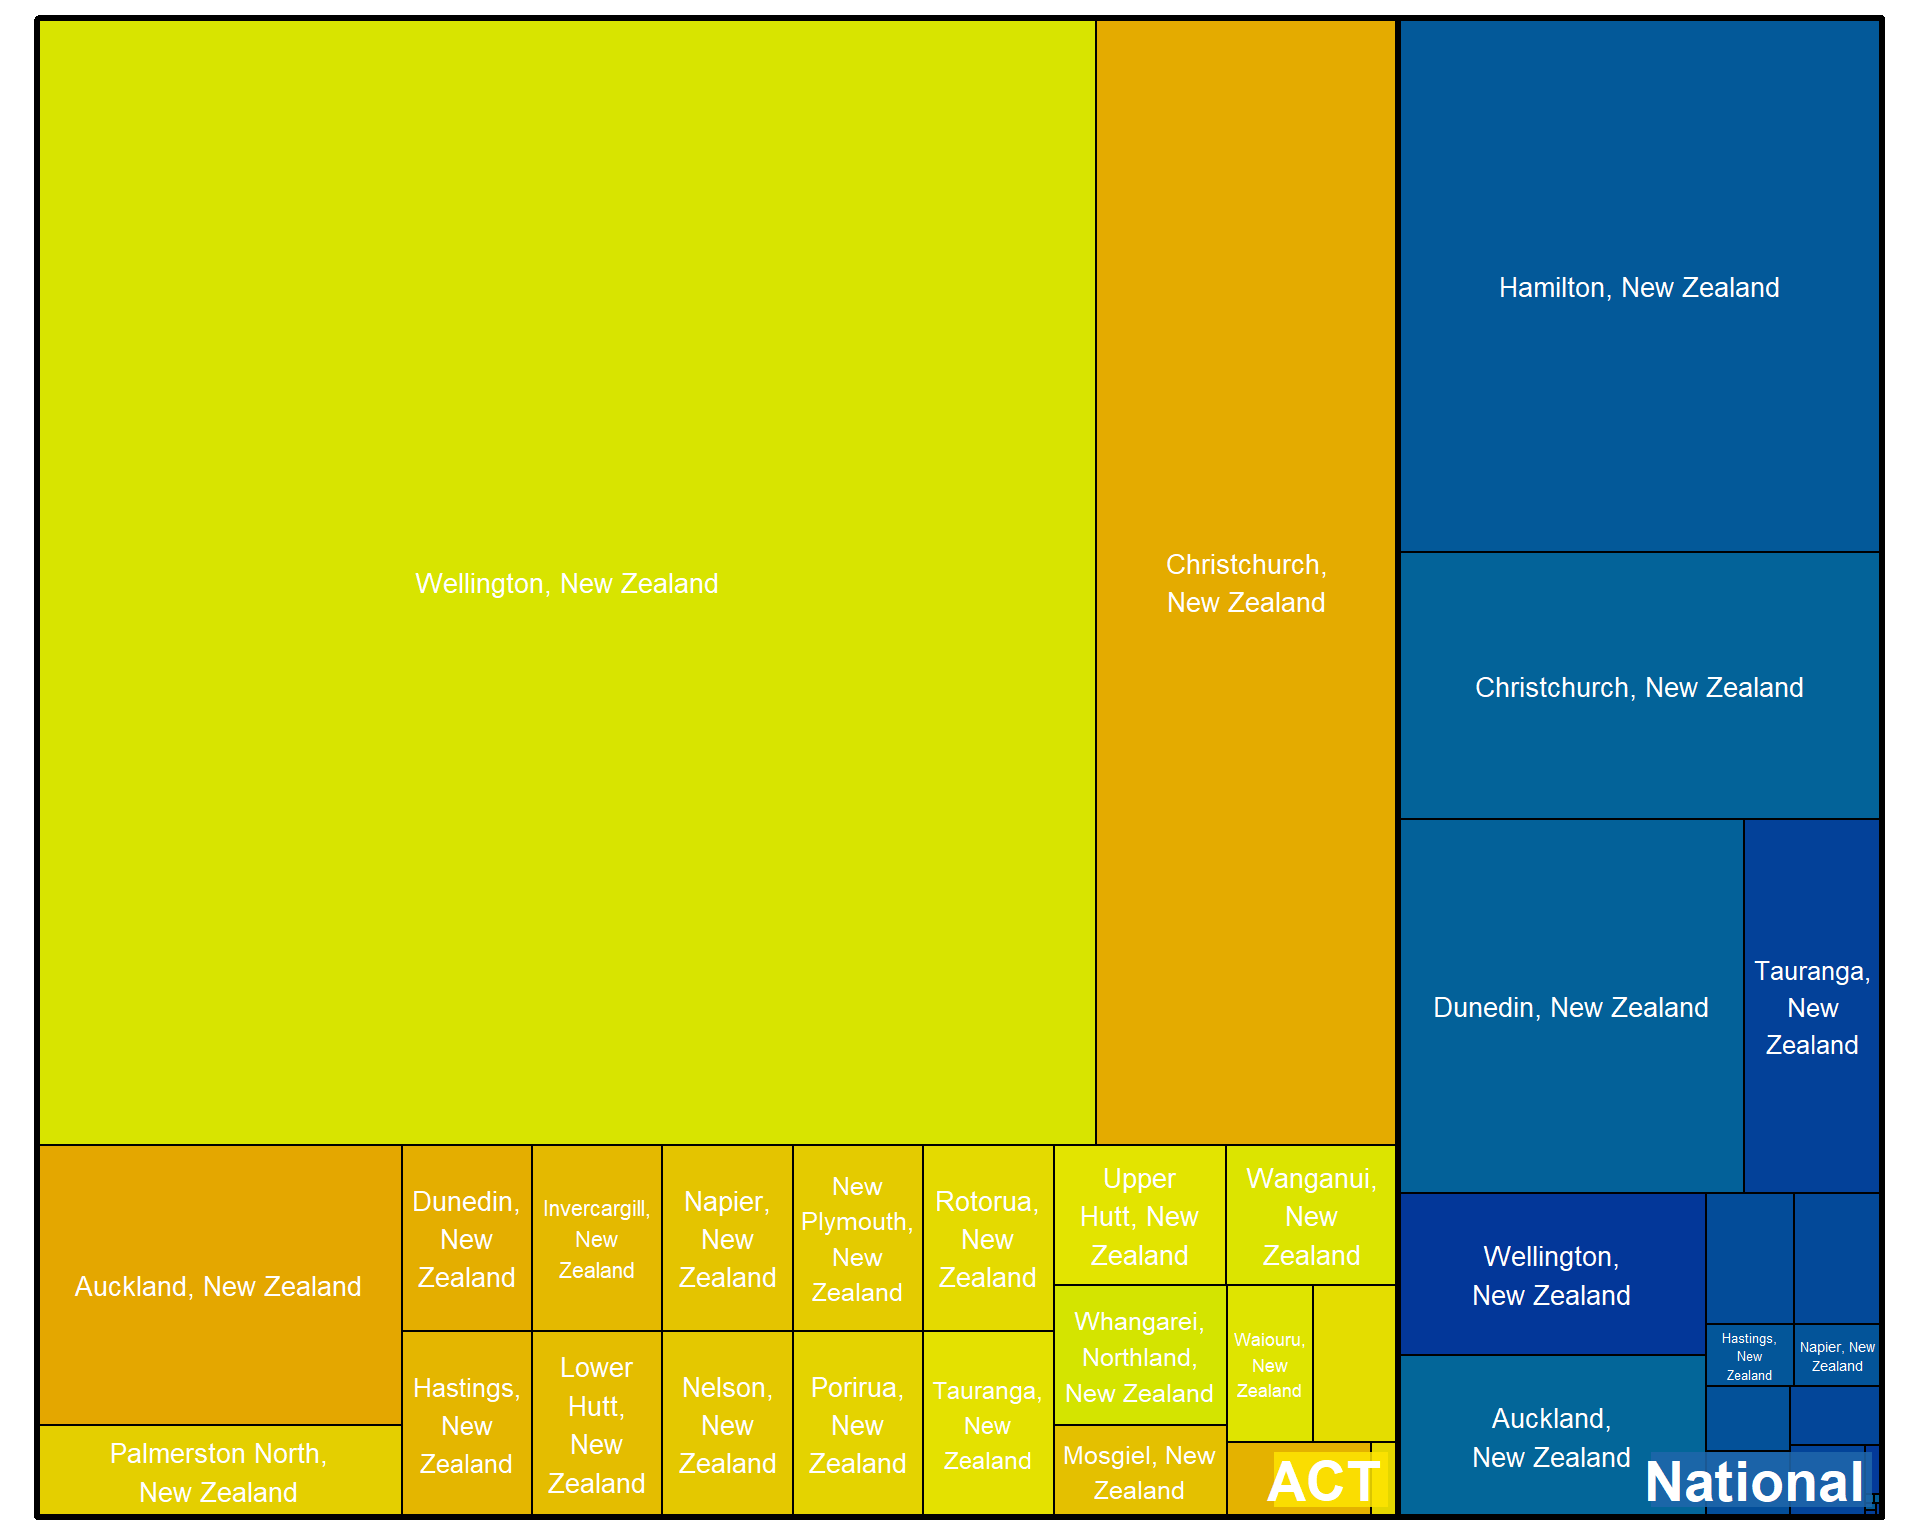 Wellington, New Zealand
Christchurch,
New Zealand
Auckland, New Zealand
Palmerston North,
New Zealand
Dunedin,
New
Zealand
Hastings,
New
Zealand
Invercargill,
New
Zealand
Lower
Hutt,
New
Zealand
Napier,
New
Zealand
Nelson,
New
Zealand
New
Plymouth,
New
Zealand
Porirua,
New
Zealand
Rotorua,
New
Zealand
Tauranga,
New
Zealand
Upper
Hutt, New
Zealand
Wanganui,
New
Zealand
Whangarei,
Northland,
New Zealand
Waiouru,
New
Zealand
Mosgiel, New
Zealand
ACT
Hamilton, New Zealand
Christchurch, New Zealand
Dunedin, New Zealand
Tauranga,
New
Zealand
Wellington,
New Zealand
Auckland,
New Zealand
Hastings,
New
Zealand
Napier, New
Zealand
National